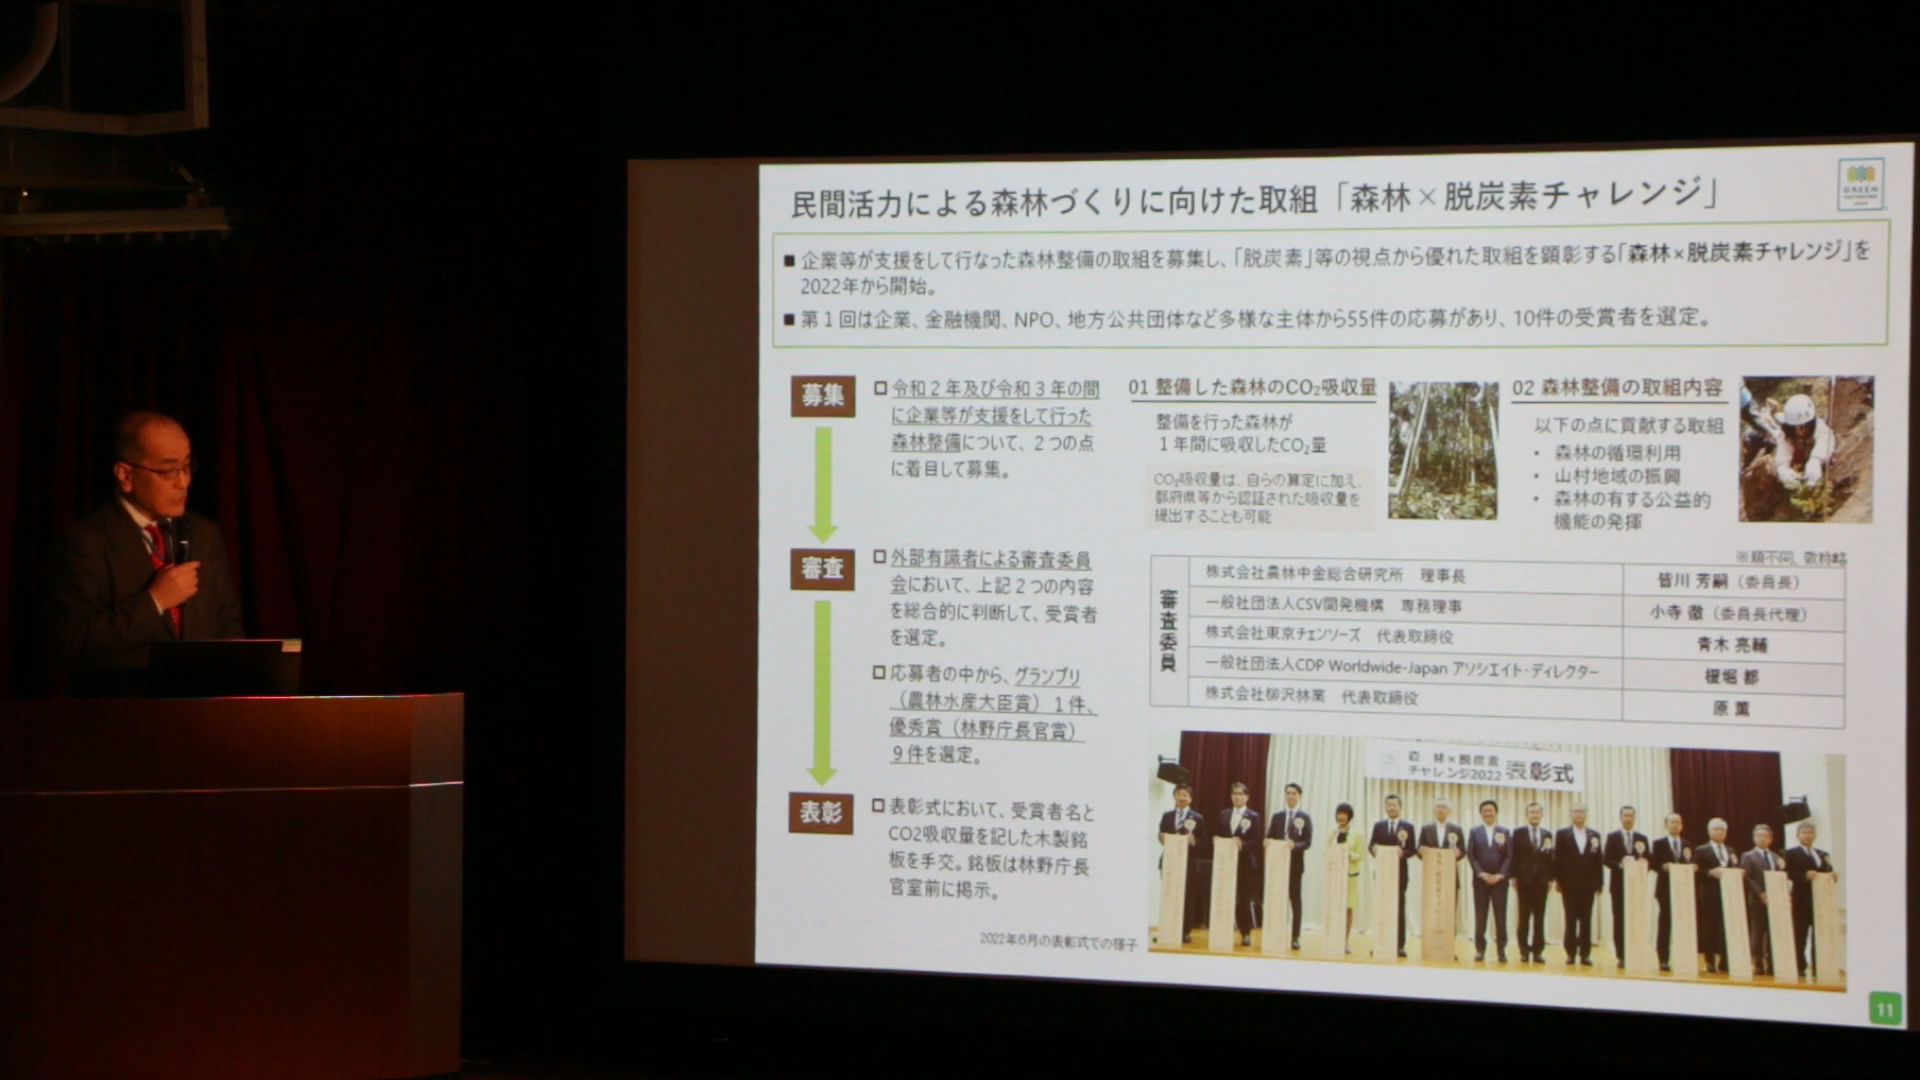 民間活力による森林づくりに向けた取組「森林×脱炭素チャレンジ」
GREEN
■ 企業等が支援をして行なった森林整備の取組を募集し、「脱炭素」等の視点から優れた取組を顕彰する「森林×脱炭素チャレンジ」を
2022年から開始。
■ 第1回は企業、金融機関、NPO、地方公共団体など多様な主体から55件の応募があり、10件の受賞者を選定。
募集
□ 令和2年及び令和3年の間
に企業等が支援をして行った
森林整備について、2つの点
に着目して募集。
01 整備した森林のCO₂吸収量
整備を行った森林が
1年間に吸収したCO₂量
CO₂吸収量は、自らの算定に加え、
都府県等から認証された吸収量を
提出することも可能
02 森林整備の取組内容
以下の点に貢献する取組
・ 森林の循環利用
・ 山村地域の振興
・ 森林の有する公益的
機能の発揮
審査
□ 外部有識者による審査委員
会において、上記2つの内容
を総合的に判断して、受賞者
を選定。
□ 応募者の中から、グランプリ
（農林水産大臣賞）1件、
優秀賞（林野庁長官賞）
9件を選定。
※順不同、敬称略
審査委員
株式会社農林中金総合研究所 理事長 皆川 芳嗣（委員長）
一般社団法人CSV開発機構 専務理事 小寺 徹（委員長代理）
株式会社東京チェンソーズ 代表取締役 青木 亮輔
一般社団法人CDP Worldwide-Japan アソシエイト・ディレクター 榎堀 都
株式会社柳沢林業 代表取締役 原 薫
表彰
□ 表彰式において、受賞者名と
CO2吸収量を記した木製銘
板を手交。銘板は林野庁長
官室前に掲示。
2022年6月の表彰式での様子
森 林×脱炭素
チャレンジ2022 表彰式
11